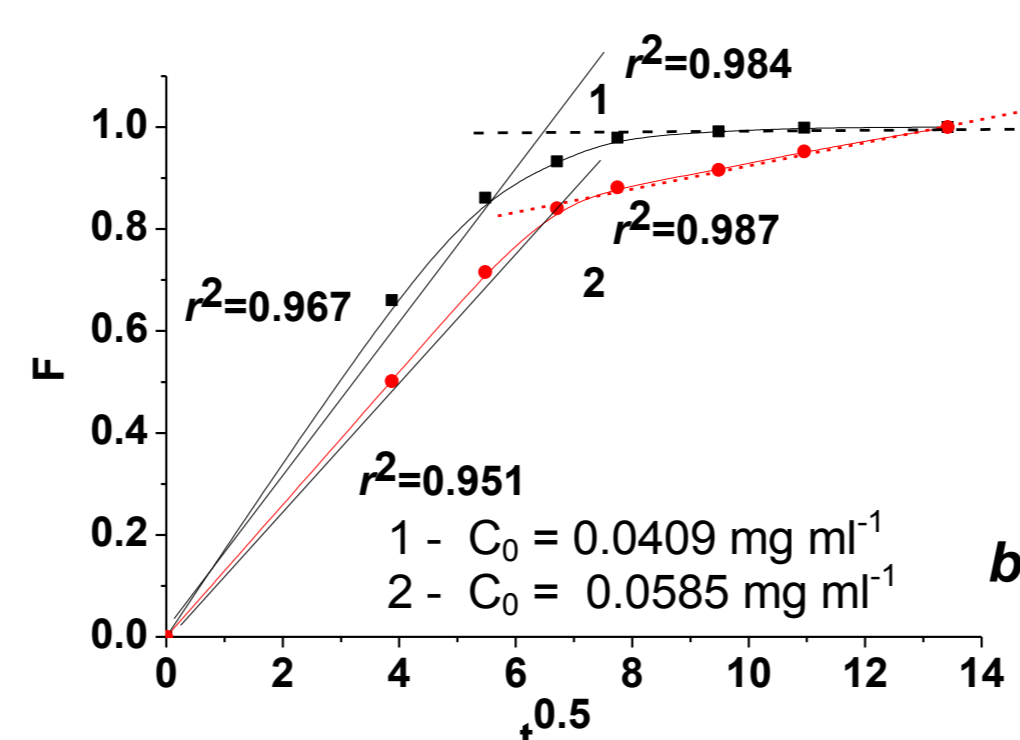 r²=0.984
1
1.0
0.8
r²=0.987
2
r²=0.967
0.6
F
0.4
r²=0.951
1 - C₀ = 0.0409 mg ml⁻¹
0.2
2 - C₀ = 0.0585 mg ml⁻¹
b
0.0
0 2 4 6 8 10 12 14
t⁰·⁵